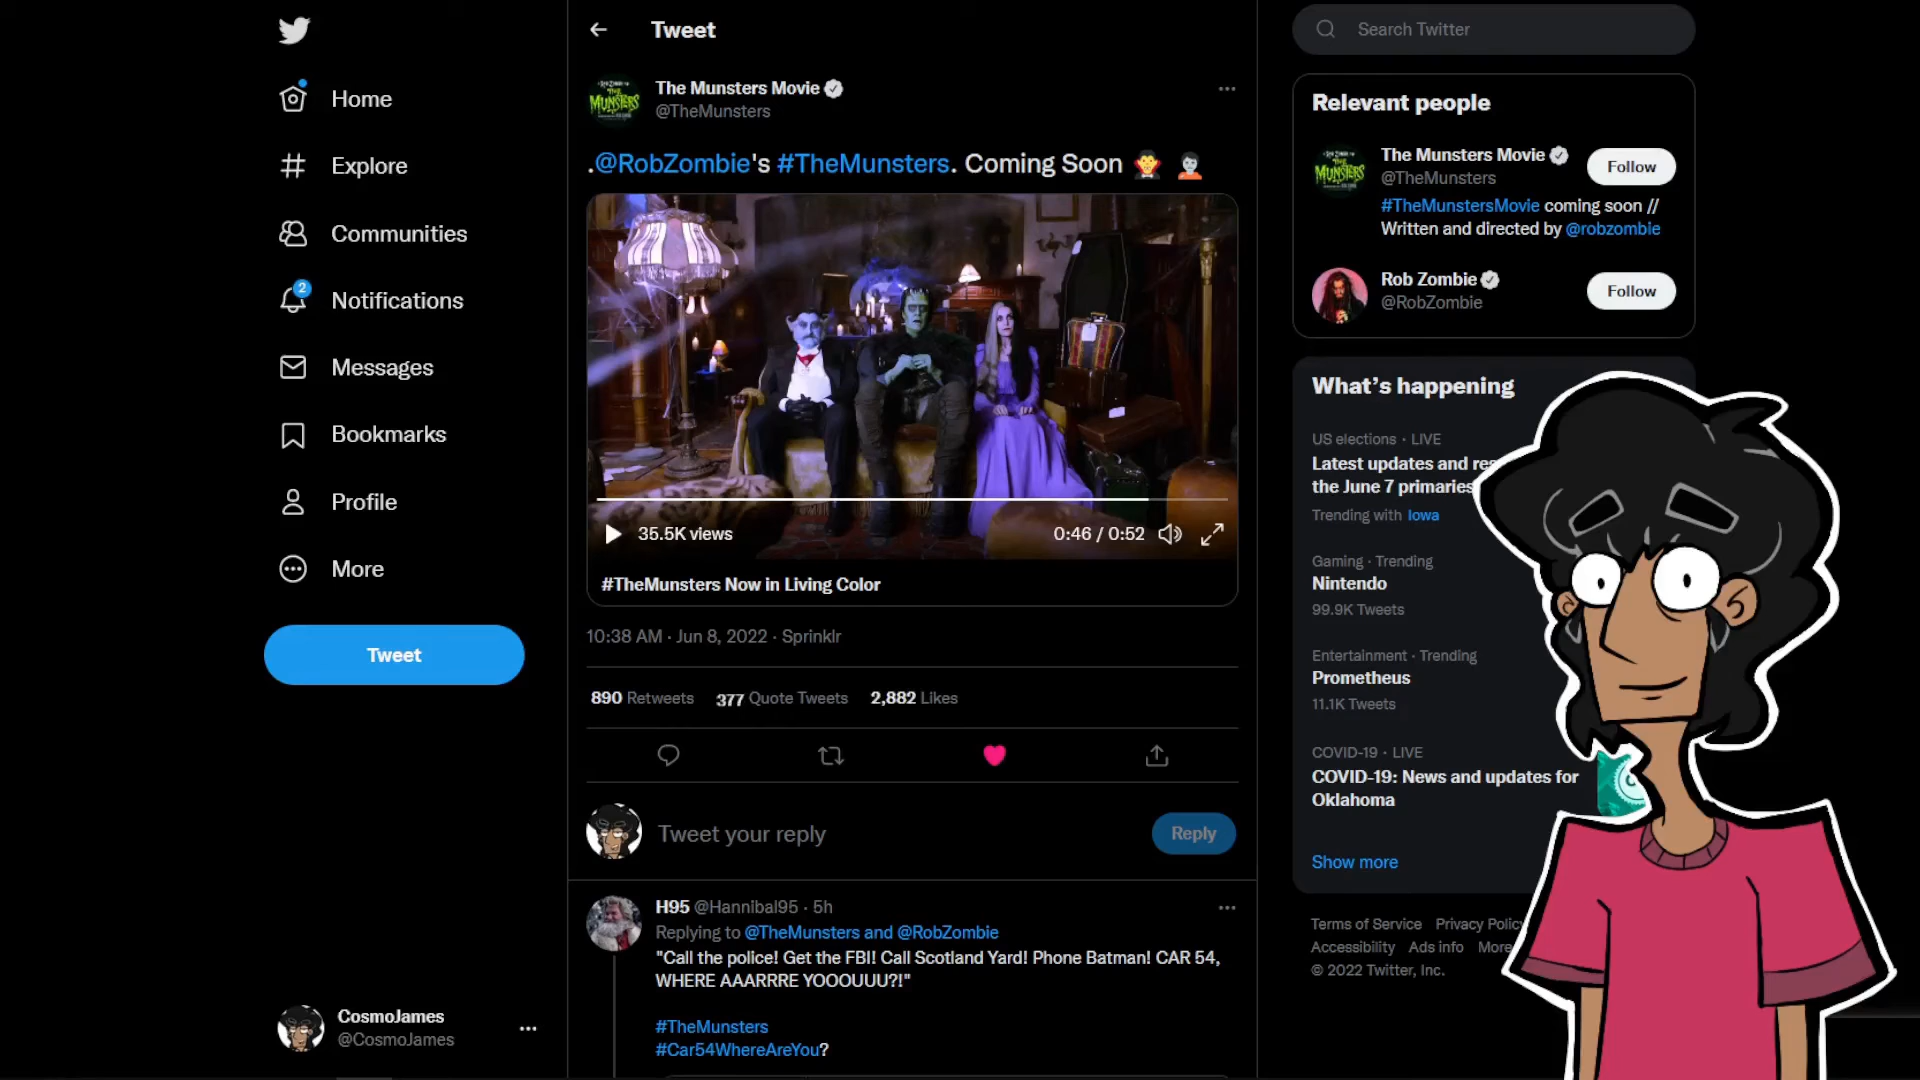 Home
Explore
Communities
2
Notifications
Messages
Bookmarks
Profile
More
Tweet
CosmoJames
@CosmoJames
Tweet
MUNSTERS
The Munsters Movie
@TheMunsters
.@RobZombie's #TheMunsters. Coming Soon
35.5K views
0:46 / 0:52
#TheMunsters Now in Living Color
10:38 AM · Jun 8, 2022 · Sprinklr
890 Retweets 377 Quote Tweets 2,882 Likes
Tweet your reply
Reply
H95 @Hannibal95 · 5h
Replying to @TheMunsters and @RobZombie
"Call the police! Get the FBI! Call Scotland Yard! Phone Batman! CAR 54,
WHERE AAARRRE YOOOUUU?!"
#TheMunsters
#Car54WhereAreYou?
Search Twitter
Relevant people
MUNSTERS
The Munsters Movie
@TheMunsters
Follow
#TheMunstersMovie coming soon //
Written and directed by @robzombie
Rob Zombie
@RobZombie
Follow
What's happening
US elections · LIVE
Latest updates and
the June 7 primaries
Trending with Iowa
Gaming · Trending
Nintendo
99.9K Tweets
Entertainment · Trending
Prometheus
11.1K Tweets
COVID-19 · LIVE
COVID-19: News and updates for
Oklahoma
Show more
Terms of Service Privacy Policy
Accessibility Ads info More
© 2022 Twitter, Inc.